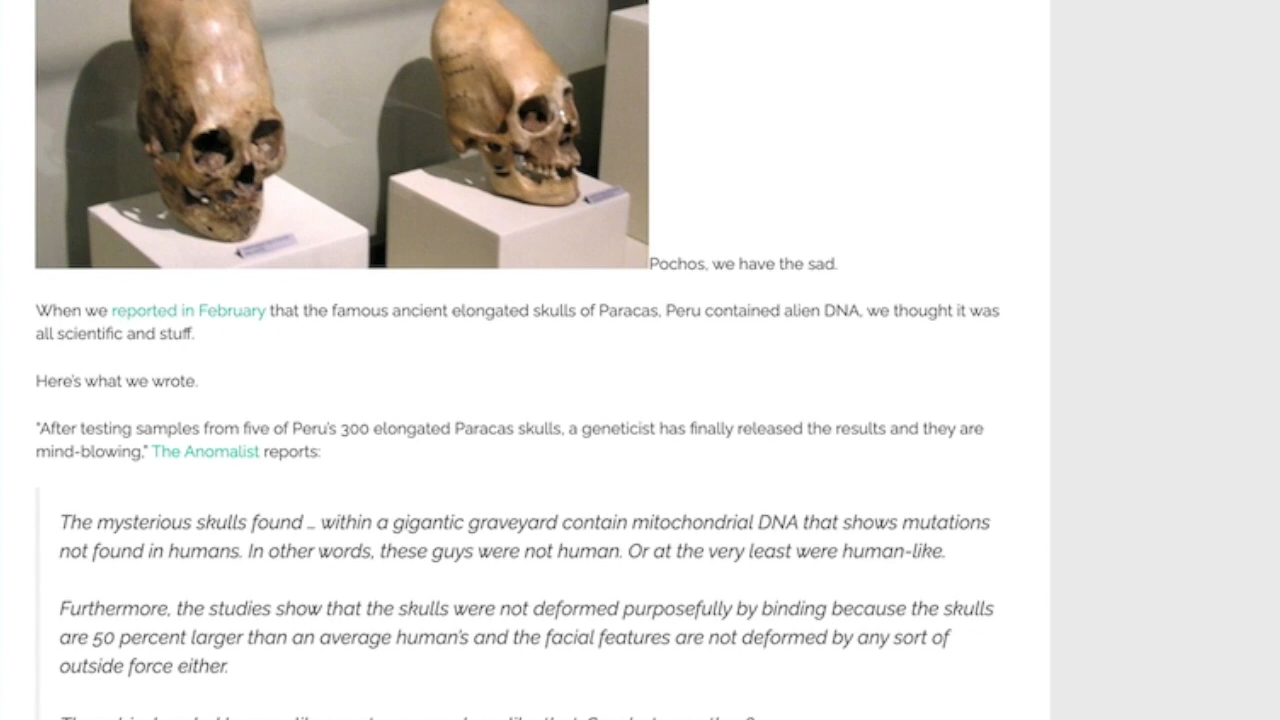 Pochos, we have the sad.
When we reported in February that the famous ancient elongated skulls of Paracas, Peru contained alien DNA, we thought it was
all scientific and stuff.
Here's what we wrote.
"After testing samples from five of Peru's 300 elongated Paracas skulls, a geneticist has finally released the results and they are
mind-blowing," The Anomalist reports:
The mysterious skulls found … within a gigantic graveyard contain mitochondrial DNA that shows mutations
not found in humans. In other words, these guys were not human. Or at the very least were human-like.
Furthermore, the studies show that the skulls were not deformed purposefully by binding because the skulls
are 50 percent larger than an average human's and the facial features are not deformed by any sort of
outside force either.